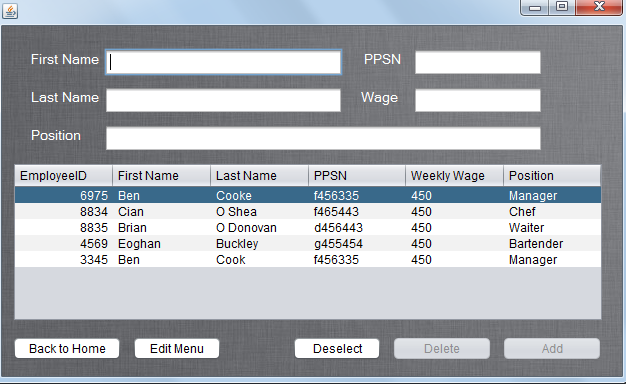 First Name PPSN
Last Name Wage
Position
EmployeeID First Name Last Name PPSN Weekly Wage Position
6975 Ben Cooke f456335 450 Manager
8834 Cian O Shea f465443 450 Chef
8835 Brian O Donovan d456443 450 Waiter
4569 Eoghan Buckley g455454 450 Bartender
3345 Ben Cook f456335 450 Manager
Back to Home Edit Menu Deselect Delete Add